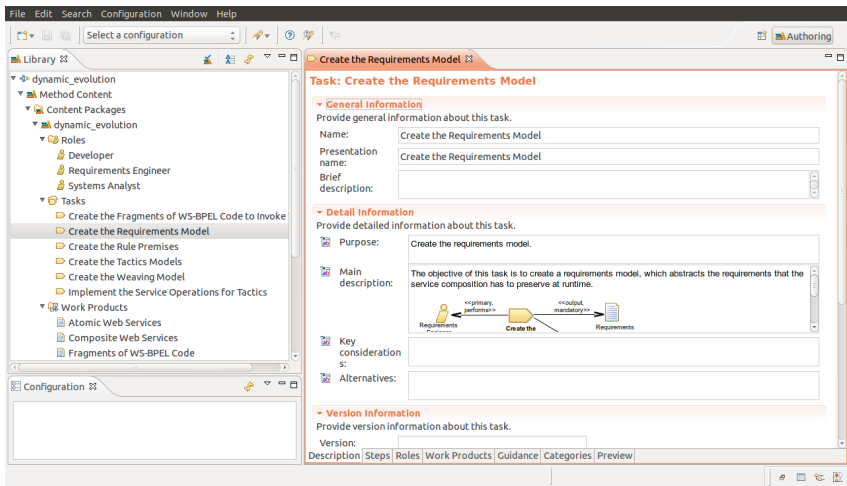 File Edit Search Configuration Window Help
Select a configuration
Authoring
Library
dynamic_evolution
Method Content
Content Packages
dynamic_evolution
Roles
Developer
Requirements Engineer
Systems Analyst
Tasks
Create the Fragments of WS-BPEL Code to Invoke
Create the Requirements Model
Create the Rule Premises
Create the Tactics Models
Create the Weaving Model
Implement the Service Operations for Tactics
Work Products
Atomic Web Services
Composite Web Services
Fragments of WS-BPEL Code
Configuration
Create the Requirements Model
Task: Create the Requirements Model
General Information
Provide general information about this task.
Name: Create the Requirements Model
Presentation
name: Create the Requirements Model
Brief
description:
Detail Information
Provide detailed information about this task.
Purpose: Create the requirements model.
Main
description:
The objective of this task is to create a requirements model, which abstracts the requirements that the
service composition has to preserve at runtime.
<<primary,
performs>>
<<output,
mandatory>>
Requirements
Create the
Requirements
Key
consideration
s:
Alternatives:
Version Information
Provide version information about this task.
Version:
Description Steps Roles Work Products Guidance Categories Preview